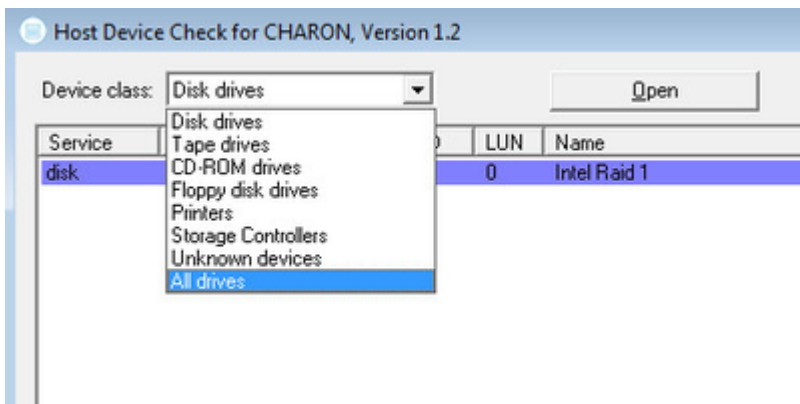 Host Device Check for CHARON, Version 1.2
Device class: Disk drives Open
Disk drives
Service LUN Name
Tape drives
disk 0 Intel Raid 1
CD-ROM drives
Floppy disk drives
Printers
Storage Controllers
Unknown devices
All drives